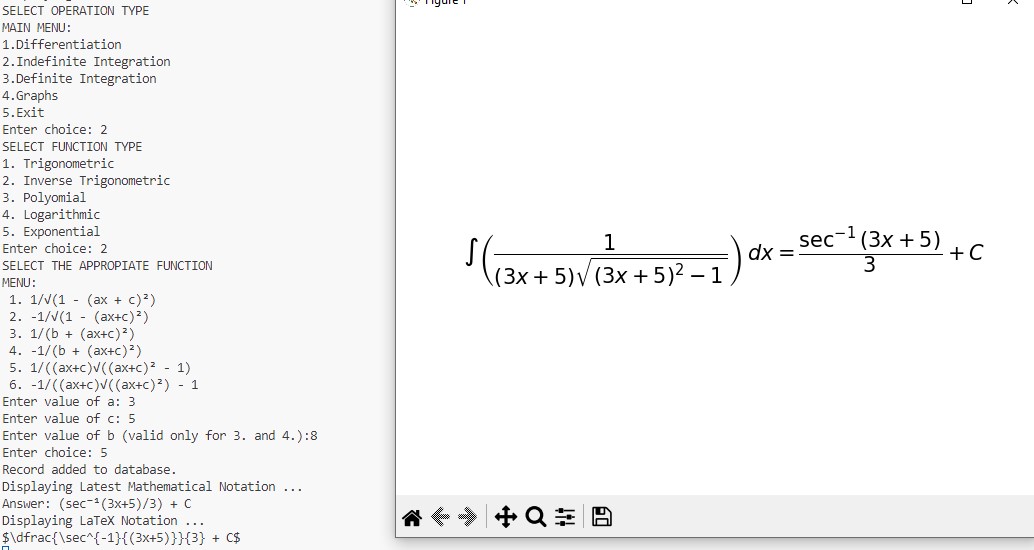 SELECT OPERATION TYPE
MAIN MENU:
1.Differentiation
2.Indefinite Integration
3.Definite Integration
4.Graphs
5.Exit
Enter choice: 2
SELECT FUNCTION TYPE
1. Trigonometric
2. Inverse Trigonometric
3. Polyomial
4. Logarithmic
5. Exponential
Enter choice: 2
SELECT THE APPROPIATE FUNCTION
MENU:
1. 1/√(1 - (ax + c)²)
2. -1/√(1 - (ax+c)²)
3. 1/(b + (ax+c)²)
4. -1/(b + (ax+c)²)
5. 1/((ax+c)√((ax+c)² - 1)
6. -1/((ax+c)√((ax+c)²) - 1
Enter value of a: 3
Enter value of c: 5
Enter value of b (valid only for 3. and 4.):8
Enter choice: 5
Record added to database.
Displaying Latest Mathematical Notation ...
Answer: (sec⁻¹(3x+5)/3) + C
Displaying LaTeX Notation ...
$\dfrac{\sec^{-1}{(3x+5)}}{3} + C$
Figure 1
∫(1/((3x + 5)√((3x + 5)² − 1))) dx = sec⁻¹(3x + 5)/3 + C